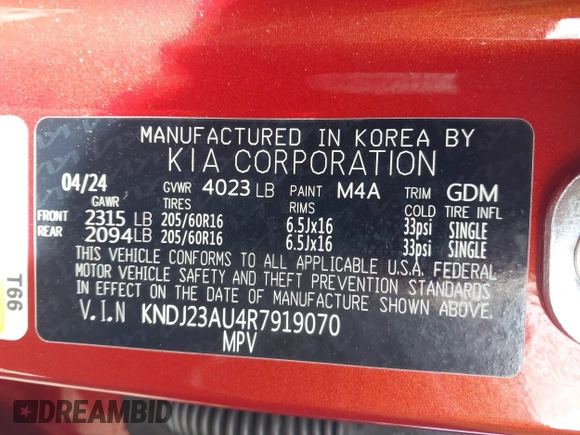 MANUFACTURED IN KOREA BY
KIA CORPORATION
04/24 GVWR 4023 LB PAINT M4A TRIM GDM
GAWR TIRES RIMS COLD TIRE INFL
FRONT 2315 LB 205/60R16 6.5Jx16 33psi SINGLE
REAR 2094 LB 205/60R16 6.5Jx16 33psi SINGLE
THIS VEHICLE CONFORMS TO ALL APPLICABLE U.S.A. FEDERAL
MOTOR VEHICLE SAFETY AND THEFT PREVENTION STANDARDS
IN EFFECT ON THE DATE OF MANUFACTURE SHOWN ABOVE.
V.I.N KNDJ23AU4R7919070
MPV
T66
DREAMBID